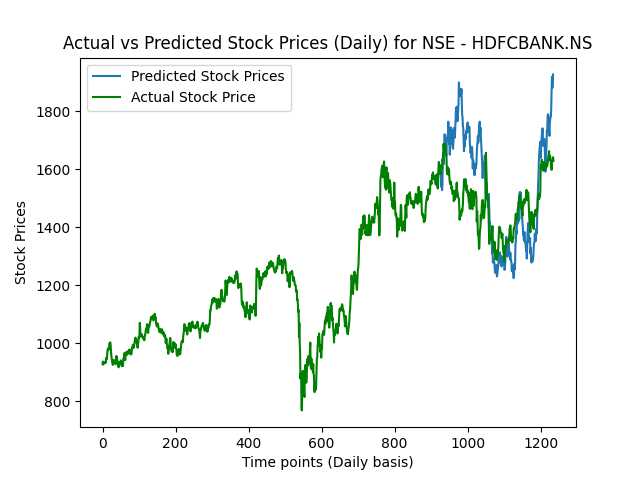 Actual vs Predicted Stock Prices (Daily) for NSE - HDFCBANK.NS
Predicted Stock Prices
Actual Stock Price
Stock Prices
1800
1600
1400
1200
1000
800
0 200 400 600 800 1000 1200
Time points (Daily basis)